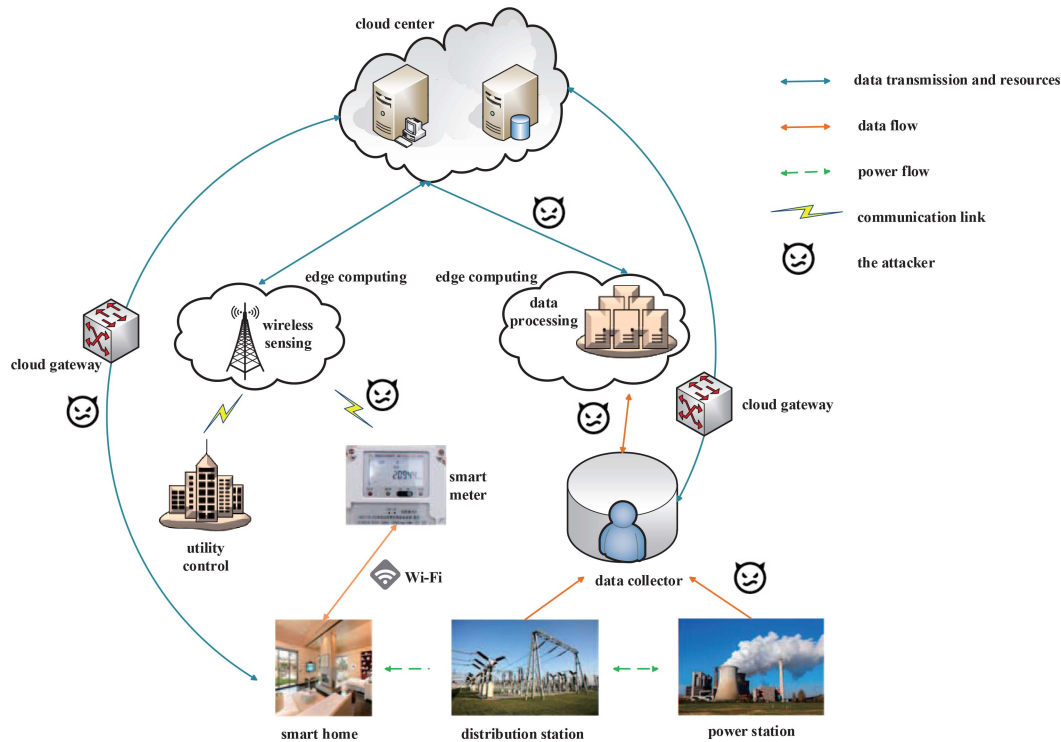 cloud center
data transmission and resources
data flow
power flow
communication link
the attacker
edge computing
edge computing
wireless
sensing
data
processing
cloud gateway
cloud gateway
smart
meter
utility
control
Wi-Fi
data collector
smart home
distribution station
power station